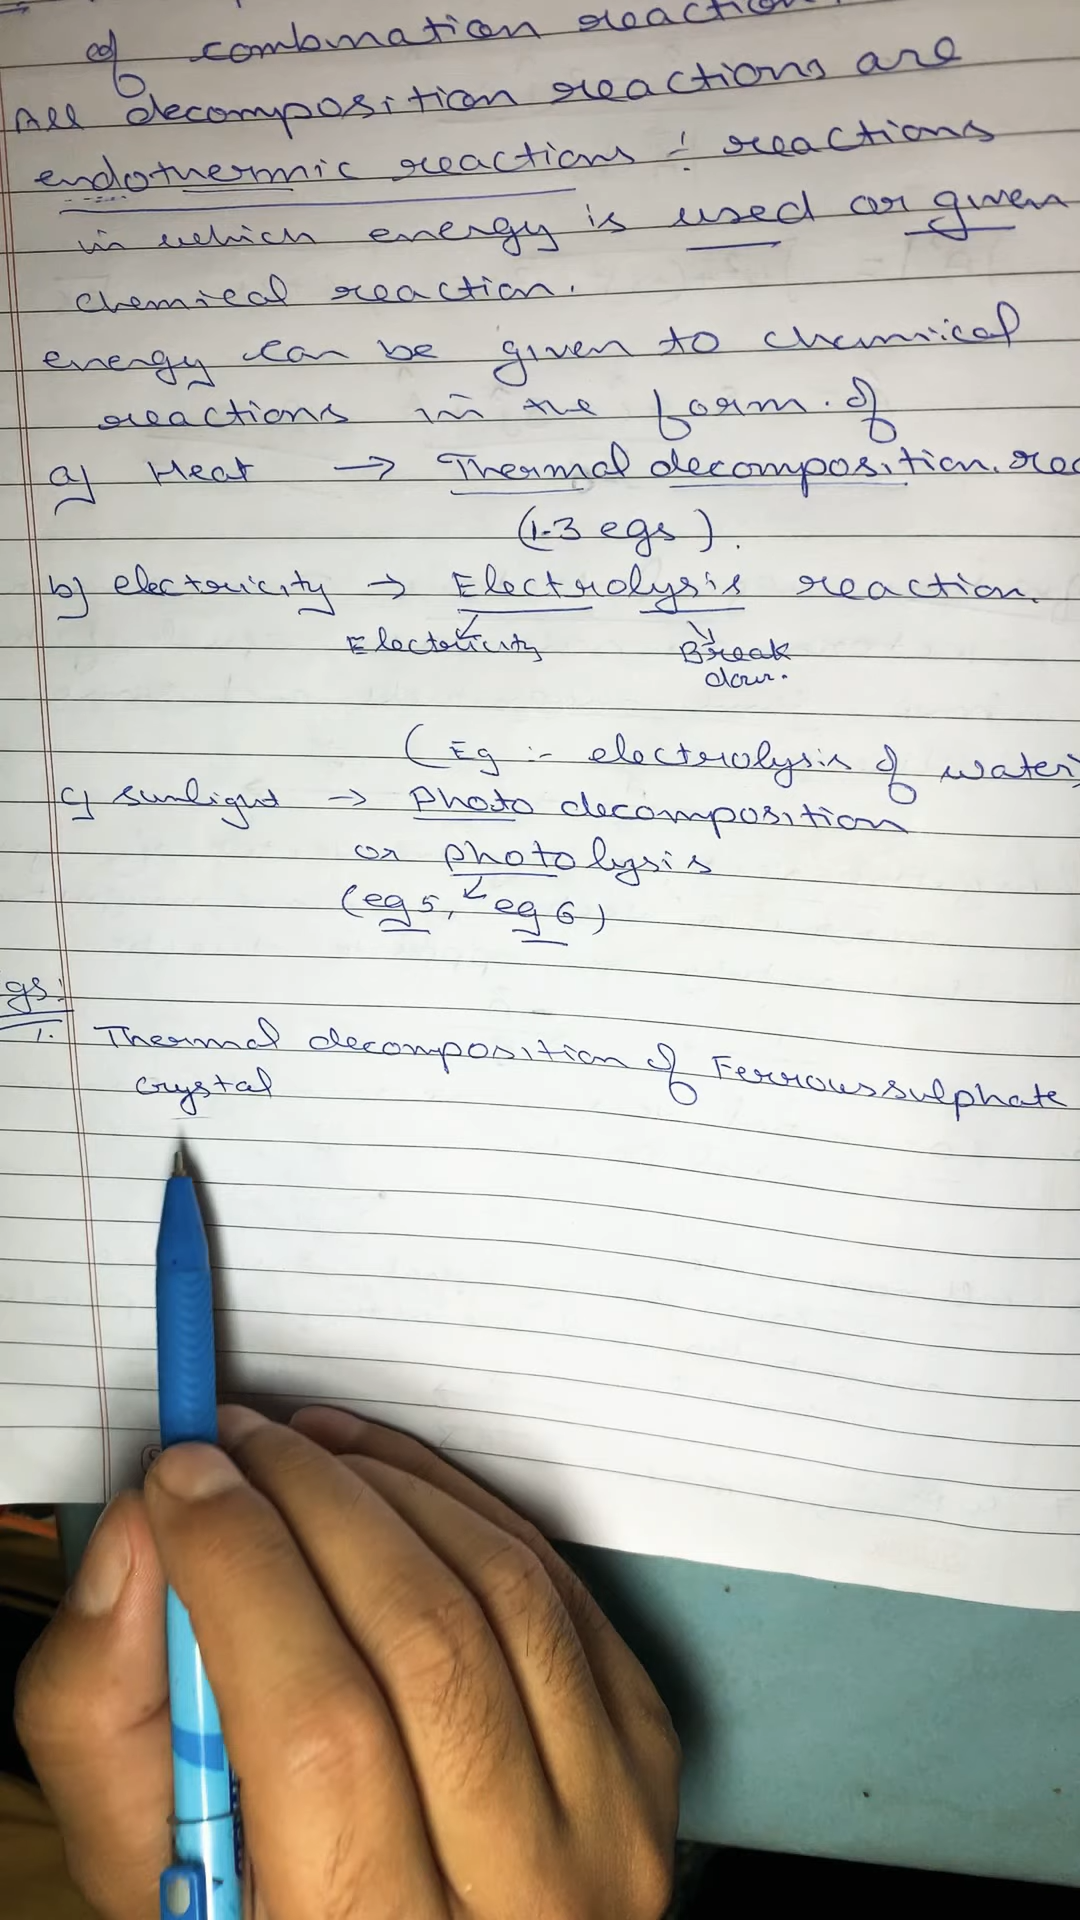 of combination reaction.
All decomposition reactions are
endothermic reactions :- reactions
in which energy is used or given
chemical reaction.
energy can be given to chemical
reactions in the form of
a) Heat → Thermal decomposition rea
(1-3 egs).
b) electricity → Electrolysis reaction.
Electricity Break
down.
(Eg :- electrolysis of water)
c) sunlight → Photo decomposition
or photolysis
(eg 5, eg 6)
gs:
1. Thermal decomposition of Ferrous sulphate
crystal